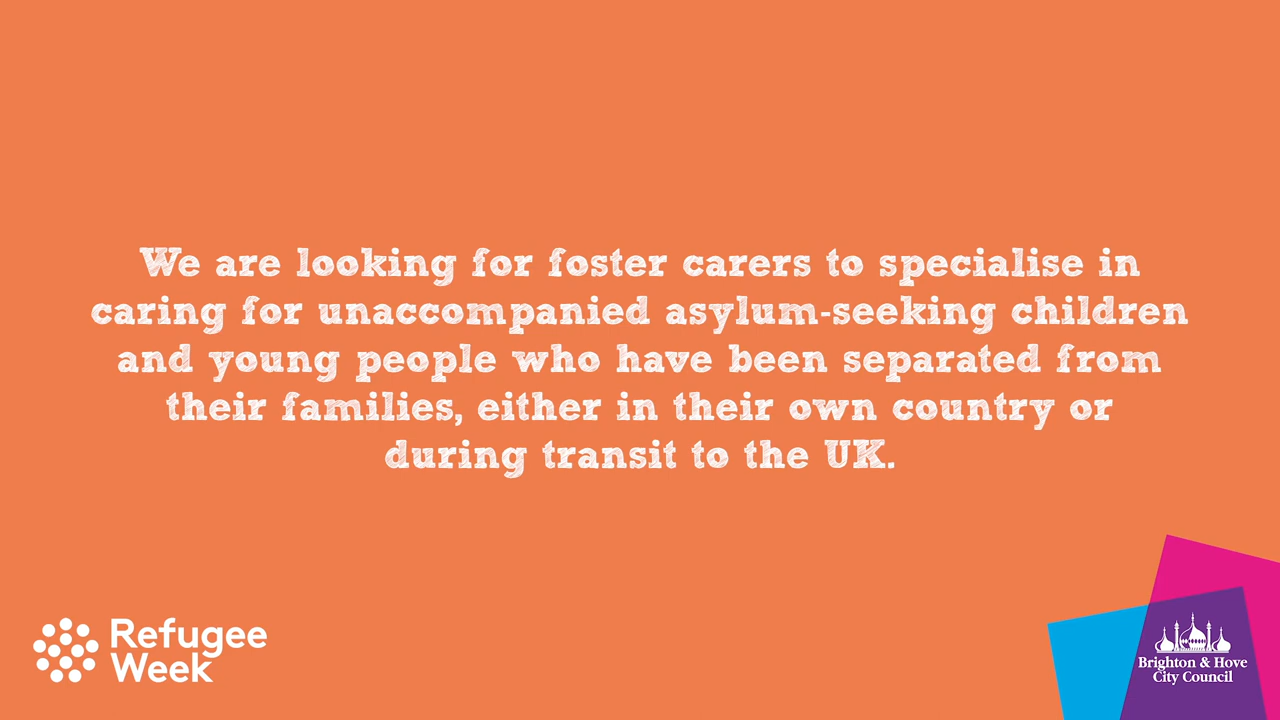 We are looking for foster carers to specialise in
caring for unaccompanied asylum-seeking children
and young people who have been separated from
their families, either in their own country or
during transit to the UK.
Refugee
Week
Brighton & Hove
City Council